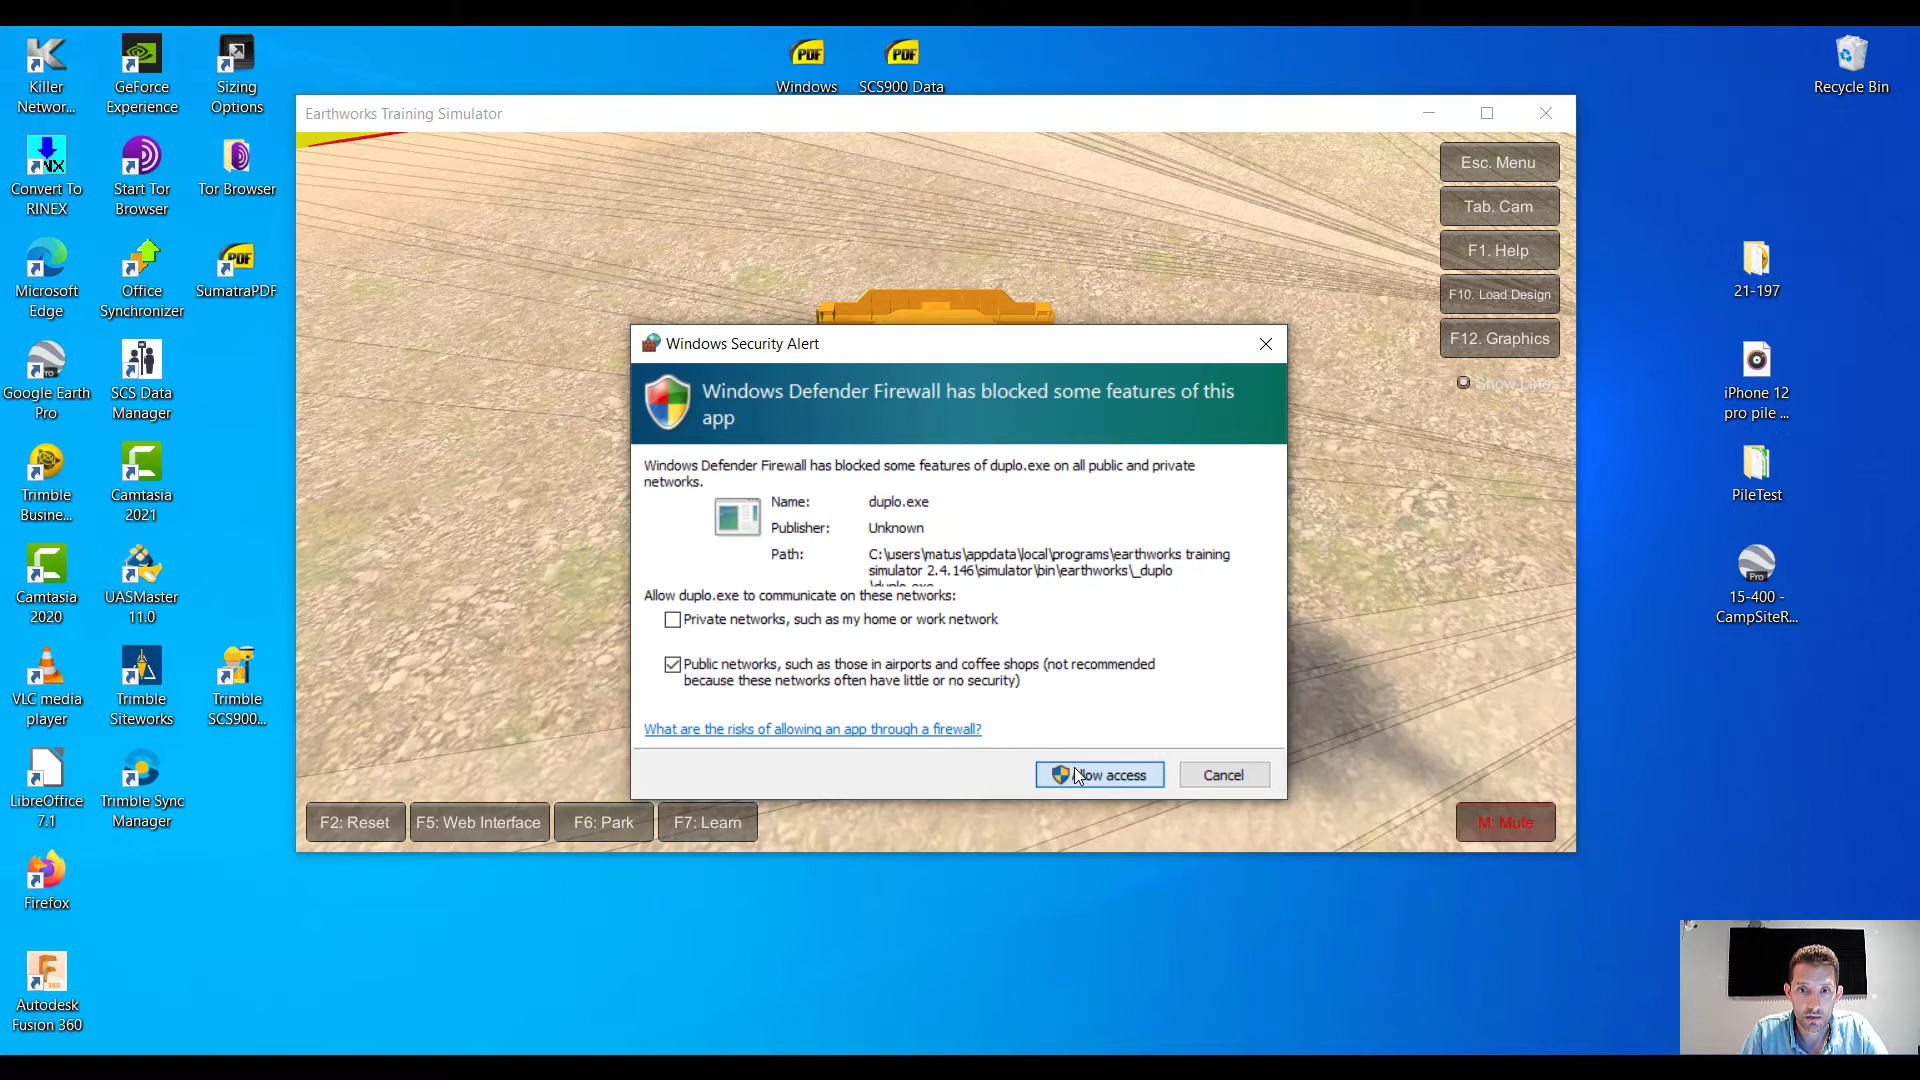 Killer
Networ...
GeForce
Experience
Sizing
Options
Windows
SCS900 Data
Recycle Bin
Convert To
RINEX
Start Tor
Browser
Tor Browser
Microsoft
Edge
Office
Synchronizer
SumatraPDF
Google Earth
Pro
SCS Data
Manager
Trimble
Busine...
Camtasia
2021
Camtasia
2020
UASMaster
11.0
VLC media
player
Trimble
Siteworks
Trimble
SCS900...
LibreOffice
7.1
Trimble Sync
Manager
Firefox
Autodesk
Fusion 360
21-197
iPhone 12
pro pile ...
PileTest
15-400 -
CampSiteR...
Earthworks Training Simulator
Esc. Menu
Tab. Cam
F1. Help
F10. Load Design
F12. Graphics
Windows Security Alert
Windows Defender Firewall has blocked some features of this
app
Windows Defender Firewall has blocked some features of duplo.exe on all public and private
networks.
Name: duplo.exe
Publisher: Unknown
Path: C:\users\matus\appdata\local\programs\earthworks training
simulator 2.4.146\simulator\bin\earthworks\_duplo
\duplo.exe
Allow duplo.exe to communicate on these networks:
Private networks, such as my home or work network
Public networks, such as those in airports and coffee shops (not recommended
because these networks often have little or no security)
What are the risks of allowing an app through a firewall?
Allow access
Cancel
F2: Reset
F5: Web Interface
F6: Park
F7: Learn
M: Mute